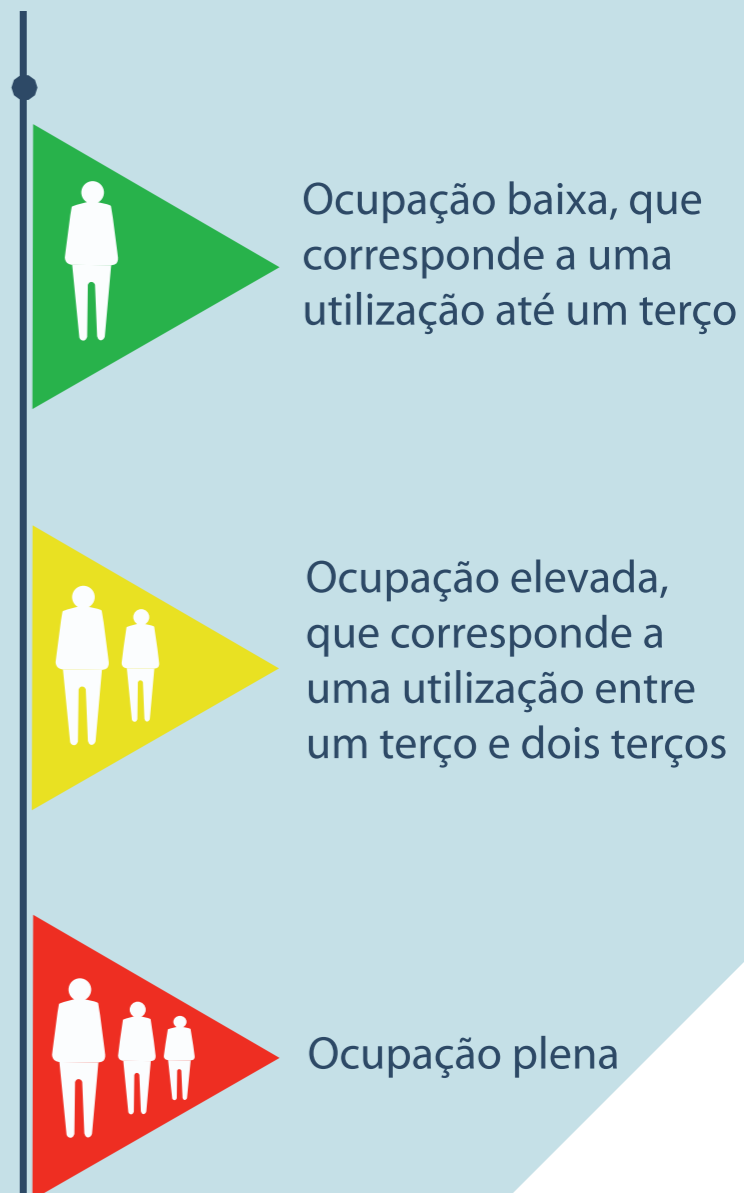 Ocupação baixa, que
corresponde a uma
utilização até um terço
Ocupação elevada,
que corresponde a
uma utilização entre
um terço e dois terços
Ocupação plena